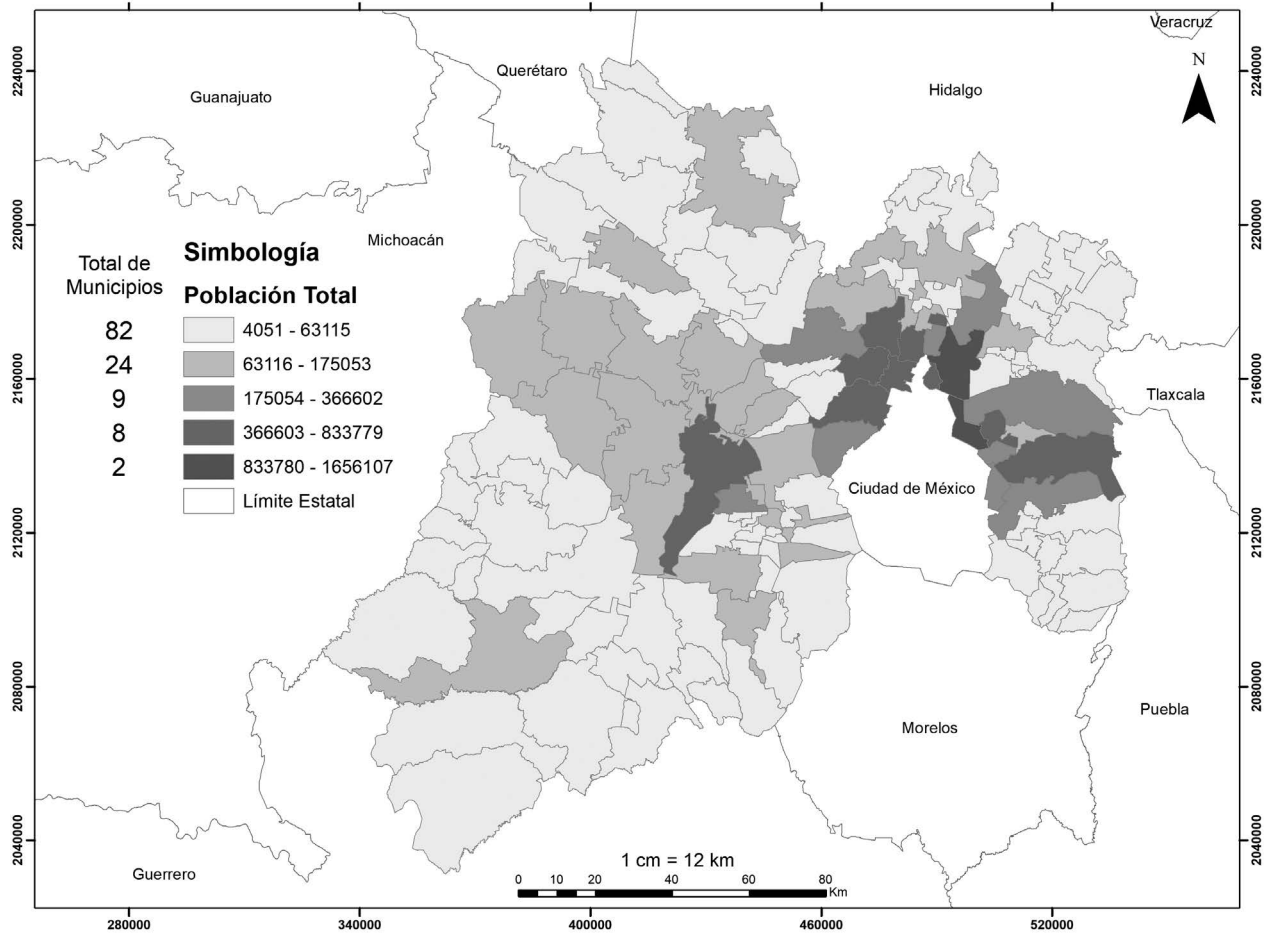 Veracruz
Querétaro
Guanajuato
Hidalgo
N
Michoacán
Tlaxcala
Ciudad de México
Puebla
Morelos
Guerrero
Simbología
Total de
Municipios
Población Total
82 4051 - 63115
24 63116 - 175053
9 175054 - 366602
8 366603 - 833779
2 833780 - 1656107
Límite Estatal
1 cm = 12 km
0 10 20 40 60 80
Km
2240000
2200000
2160000
2120000
2080000
2040000
2240000
2200000
2160000
2120000
2080000
2040000
280000 340000 400000 460000 520000